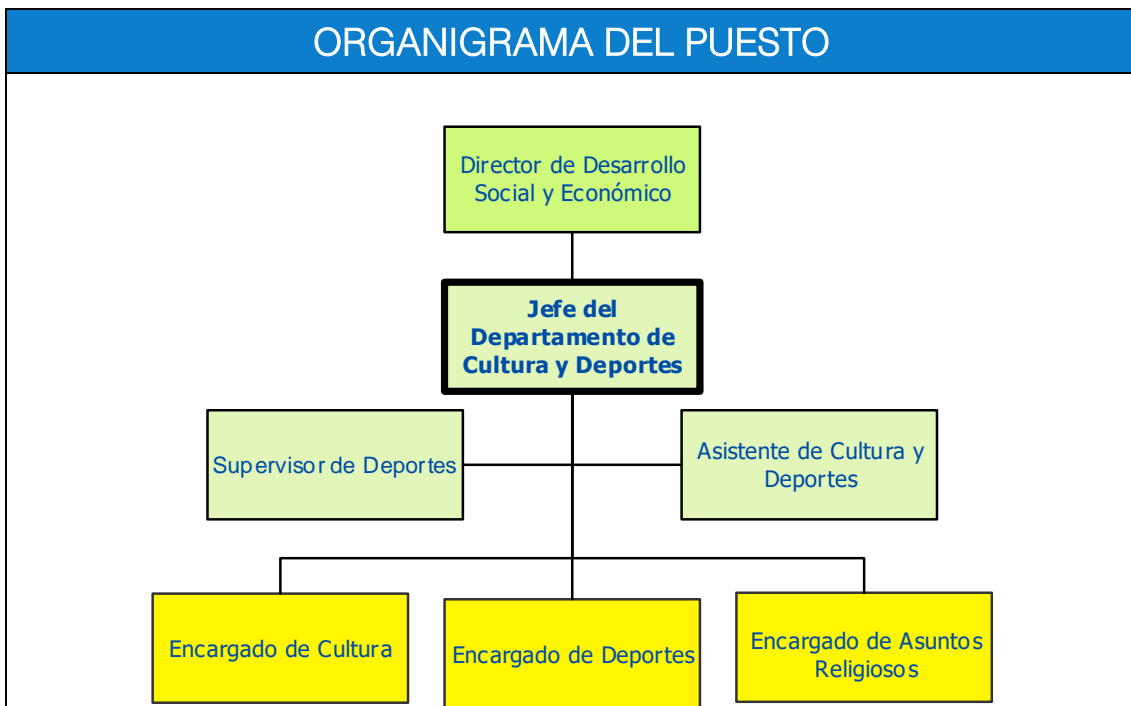 ORGANIGRAMA DEL PUESTO
Director de Desarrollo
Social y Económico
Jefe del
Departamento de
Cultura y Deportes
Supervisor de Deportes
Asistente de Cultura y
Deportes
Encargado de Cultura
Encargado de Deportes
Encargado de Asuntos
Religiosos